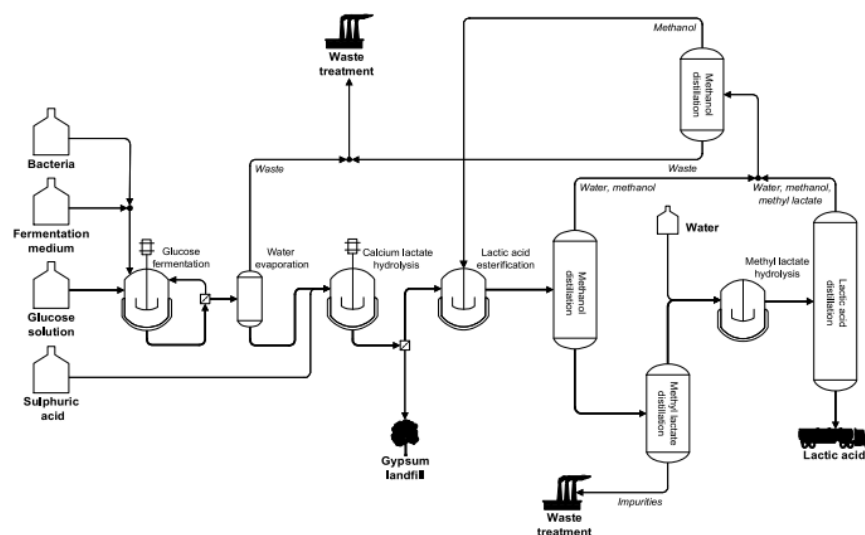 Methanol
Waste
treatment
Methanol
distillation
Bacteria
Waste
Waste
Water, methanol
Water, methanol,
methyl lactate
Fermentation
medium
Water
Glucose
fermentation
Water
evaporation
Calcium lactate
hydrolysis
Lactic acid
esterification
Methanol
distillation
Methyl lactate
hydrolysis
Lactic acid
distillation
Glucose
solution
Sulphuric
acid
Methyl lactate
distillation
Gypsum
landfill
Lactic acid
Impurities
Waste
treatment